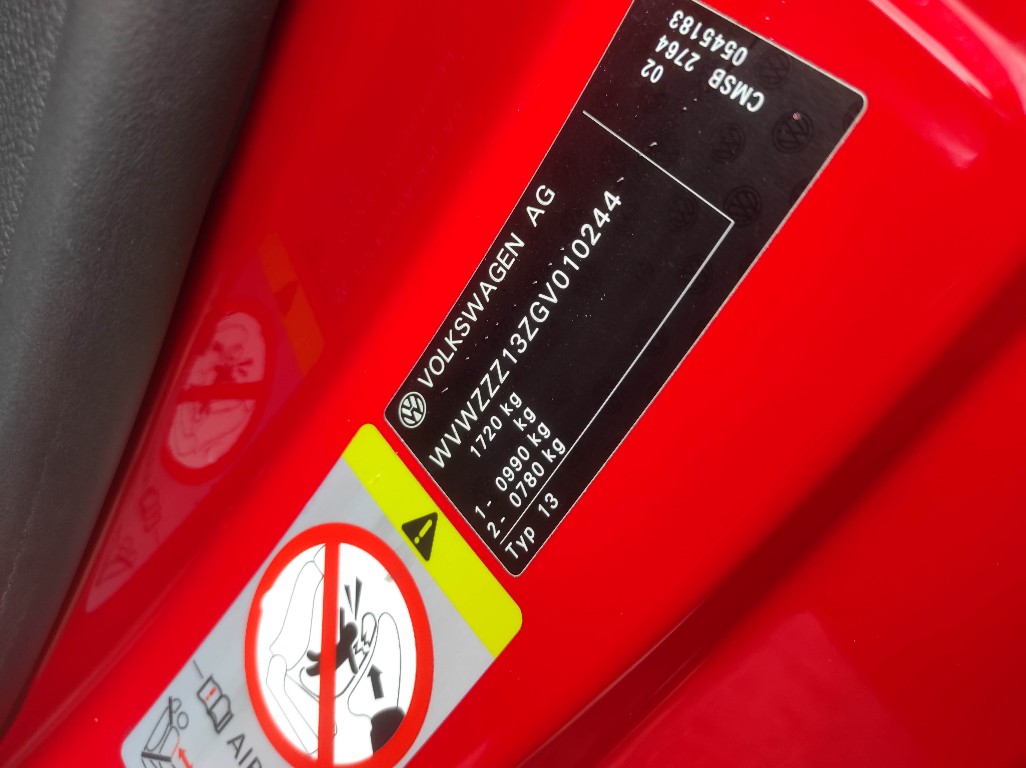 VOLKSWAGEN AG
WVWZZZ13ZGV010244
1720 kg
kg
1- 0990 kg
2- 0780 kg
Typ 13
CMSB 2764 02
0545183